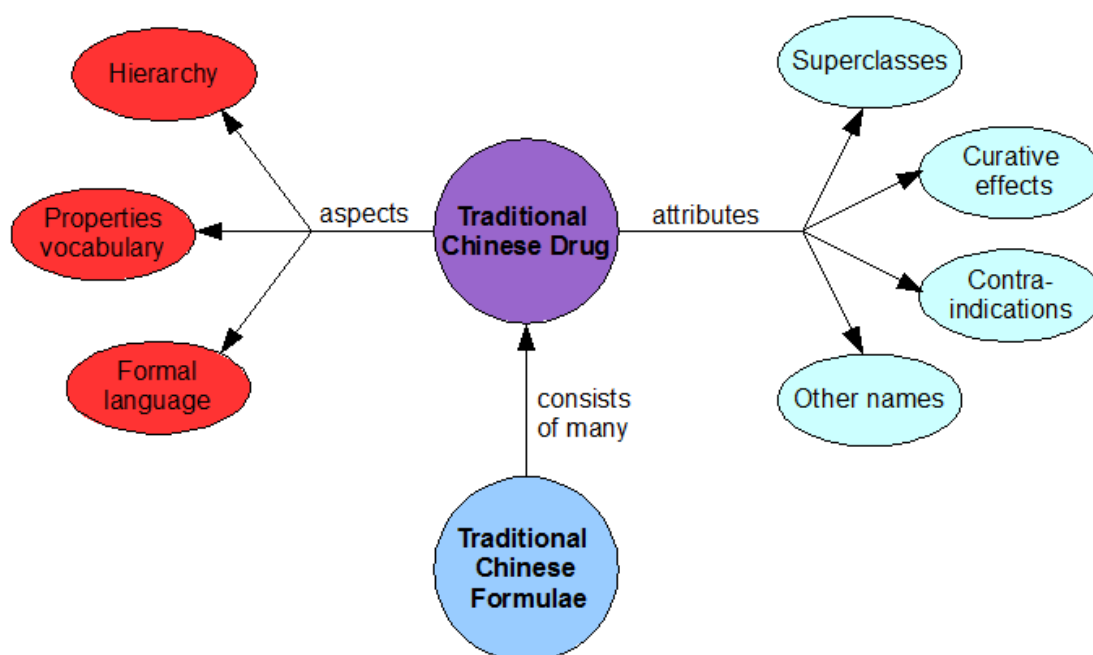 Hierarchy
Properties
vocabulary
Formal
language
aspects
Traditional
Chinese Drug
attributes
Superclasses
Curative
effects
Contra-
indications
Other names
consists
of many
Traditional
Chinese
Formulae